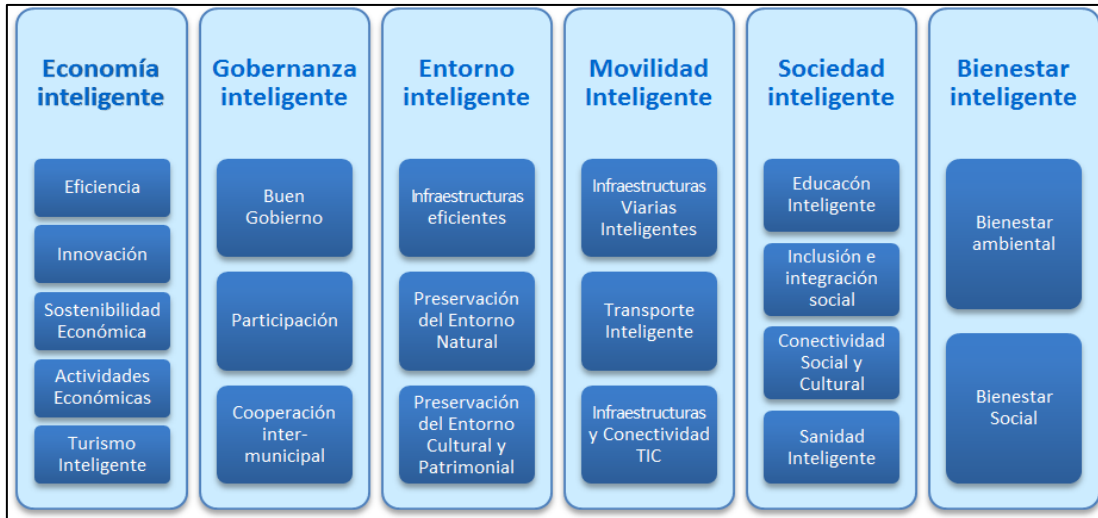 Economía
inteligente
Eficiencia
Innovación
Sostenibilidad
Económica
Actividades
Económicas
Turismo
Inteligente
Gobernanza
inteligente
Buen
Gobierno
Participación
Cooperación
inter-
municipal
Entorno
inteligente
Infraestructuras
eficientes
Preservación
del Entorno
Natural
Preservación
del Entorno
Cultural y
Patrimonial
Movilidad
Inteligente
Infraestructuras
Viarias
Inteligentes
Transporte
Inteligente
Infraestructuras
y Conectividad
TIC
Sociedad
inteligente
Educacón
Inteligente
Inclusión e
integración
social
Conectividad
Social y
Cultural
Sanidad
Inteligente
Bienestar
inteligente
Bienestar
ambiental
Bienestar
Social